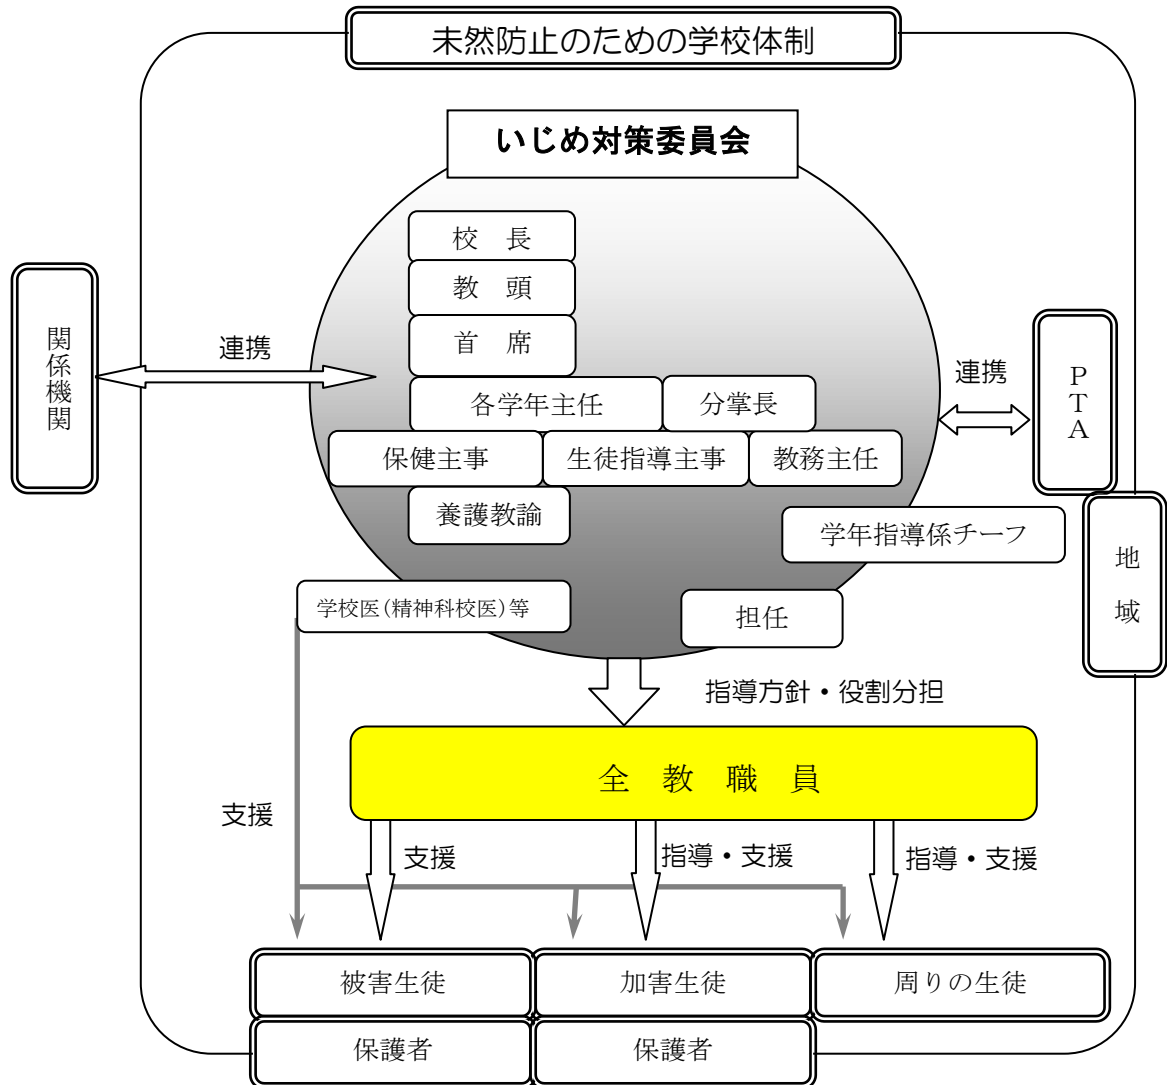 未然防止のための学校体制
いじめ対策委員会
校　長
教　頭
首　席
各学年主任
分掌長
保健主事
生徒指導主事
教務主任
養護教諭
学年指導係チーフ
学校医(精神科校医)等
担任
関係機関
連携
連携
PTA
地域
指導方針・役割分担
全　教　職　員
支援
支援
指導・支援
指導・支援
被害生徒
加害生徒
周りの生徒
保護者
保護者